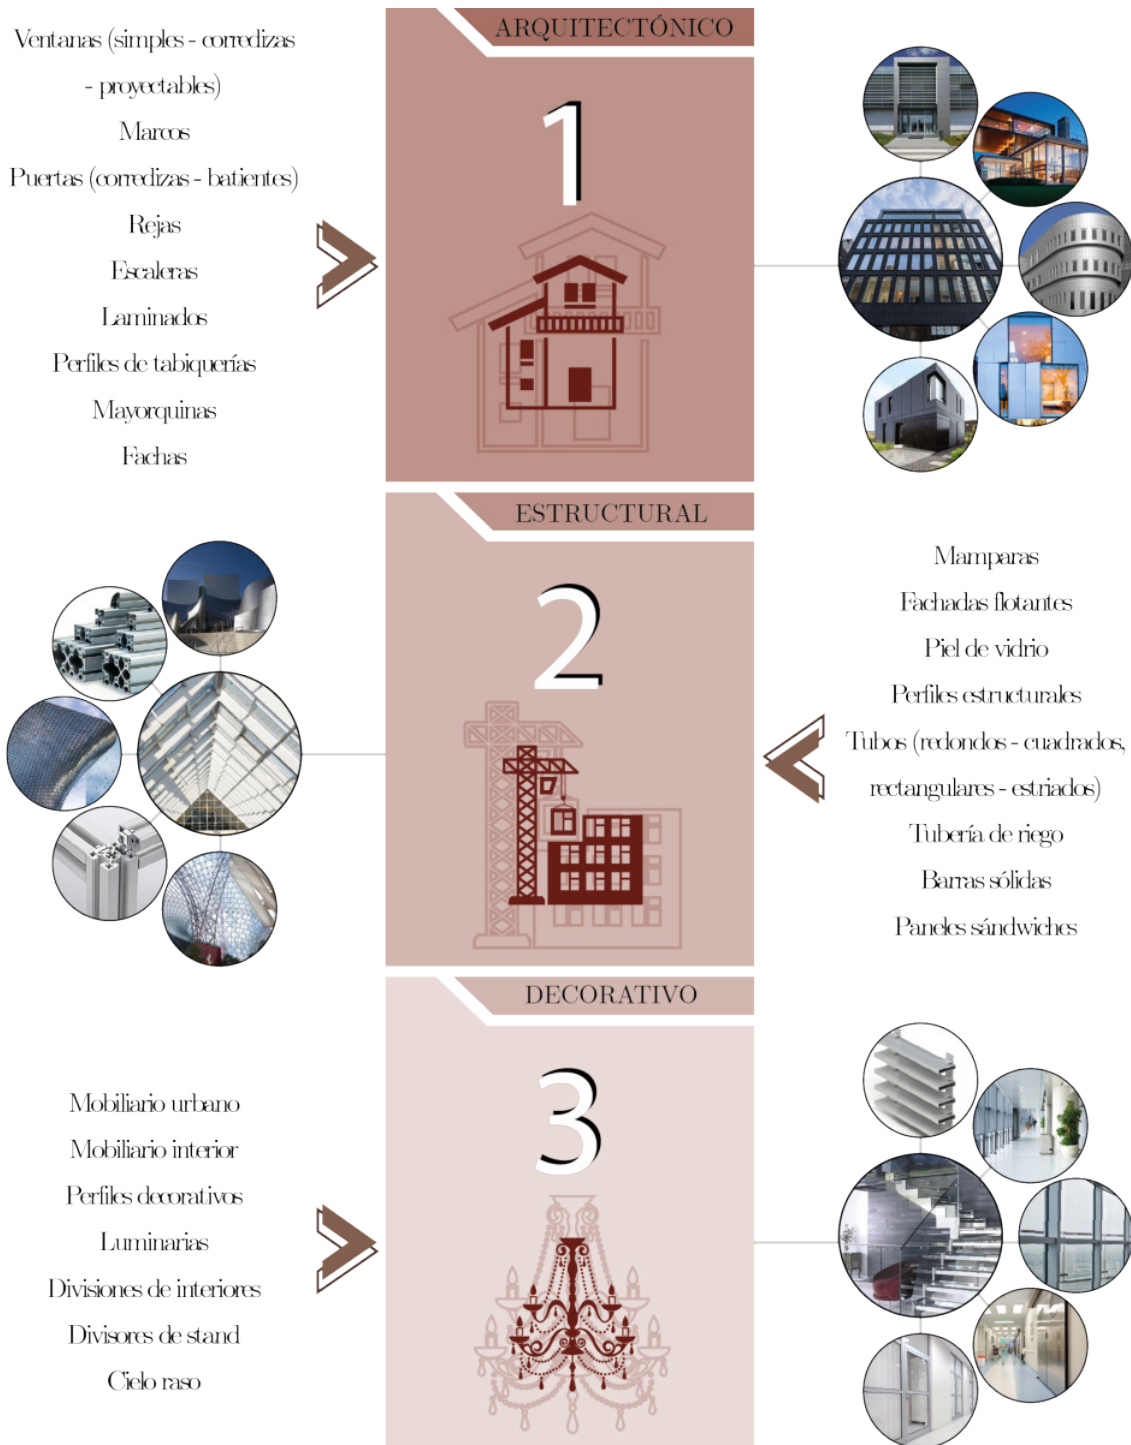 ARQUITECTÓNICO
1
Ventanas (simples - corredizas
- proyectables)
Marcos
Puertas (corredizas - batientes)
Rejas
Escaleras
Laminados
Perfiles de tabiquerías
Mayorquinas
Fachas
ESTRUCTURAL
2
Mamparas
Fachadas flotantes
Piel de vidrio
Perfiles estructurales
Tubos (redondos - cuadrados,
rectangulares - estriados)
Tubería de riego
Barras sólidas
Paneles sándwiches
DECORATIVO
3
Mobiliario urbano
Mobiliario interior
Perfiles decorativos
Luminarias
Divisiones de interiores
Divisores de stand
Cielo raso